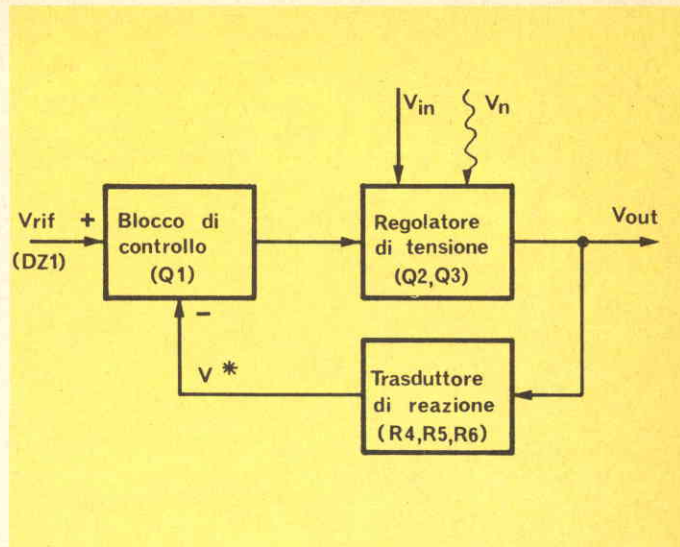 Vin
Vn
Vrif +
(DZ1)
Blocco di
controllo
(Q1)
Regolatore
di tensione
(Q2,Q3)
Vout
−
V *
Trasduttore
di reazione
(R4,R5,R6)